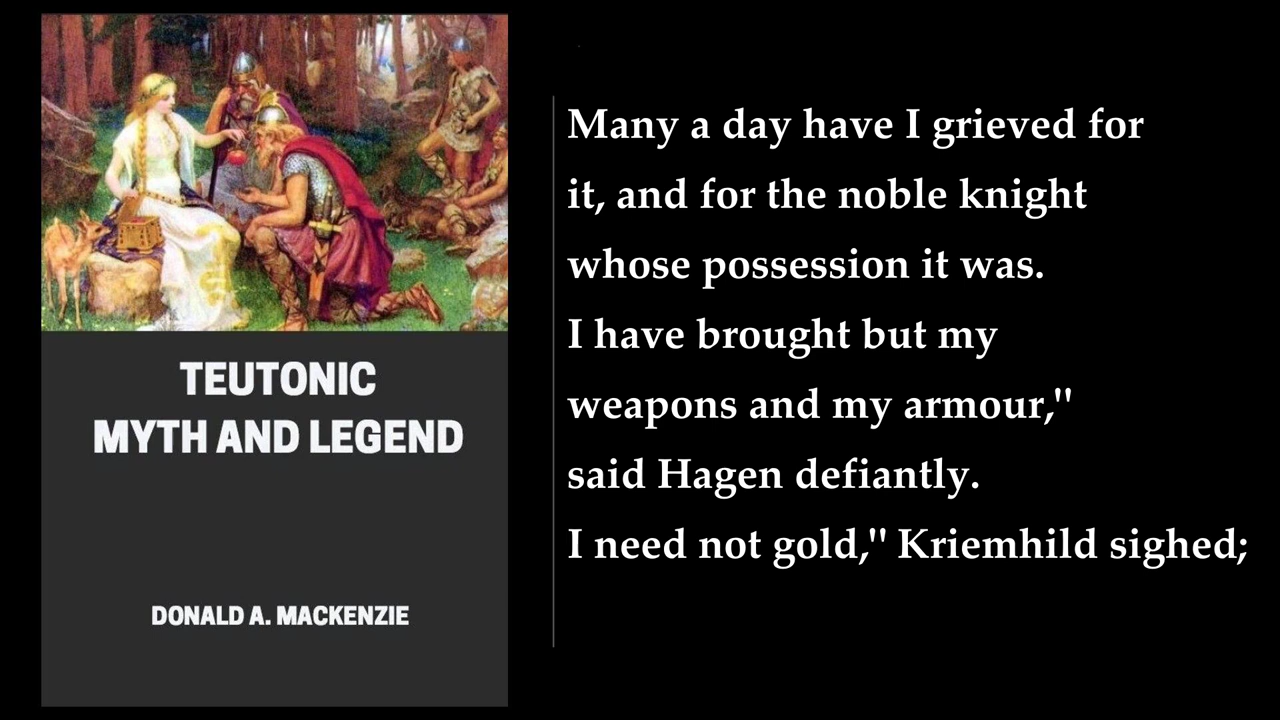 TEUTONIC
MYTH AND LEGEND
DONALD A. MACKENZIE
Many a day have I grieved for
it, and for the noble knight
whose possession it was.
I have brought but my
weapons and my armour,"
said Hagen defiantly.
I need not gold," Kriemhild sighed;